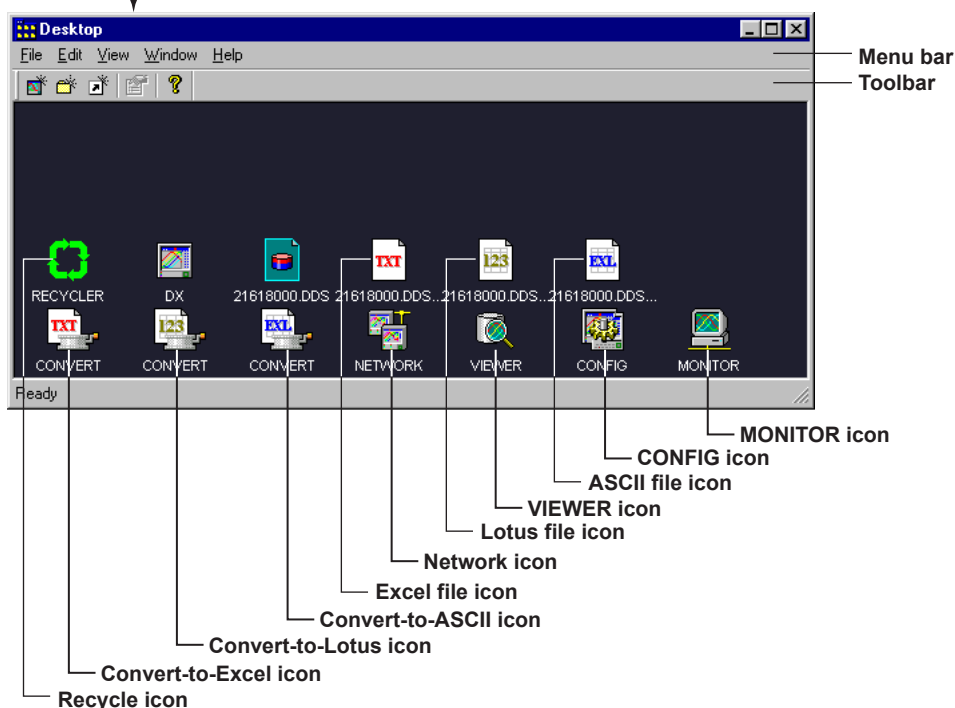 Desktop
File Edit View Window Help
Menu bar
Toolbar
TXT 123 EXL
RECYCLER DX 21618000.DDS 21618000.DDS... 21618000.DDS... 21618000.DDS...
TXT 123 EXL
CONVERT CONVERT CONVERT NETWORK VIEWER CONFIG MONITOR
Ready
MONITOR icon
CONFIG icon
ASCII file icon
VIEWER icon
Lotus file icon
Network icon
Excel file icon
Convert-to-ASCII icon
Convert-to-Lotus icon
Convert-to-Excel icon
Recycle icon